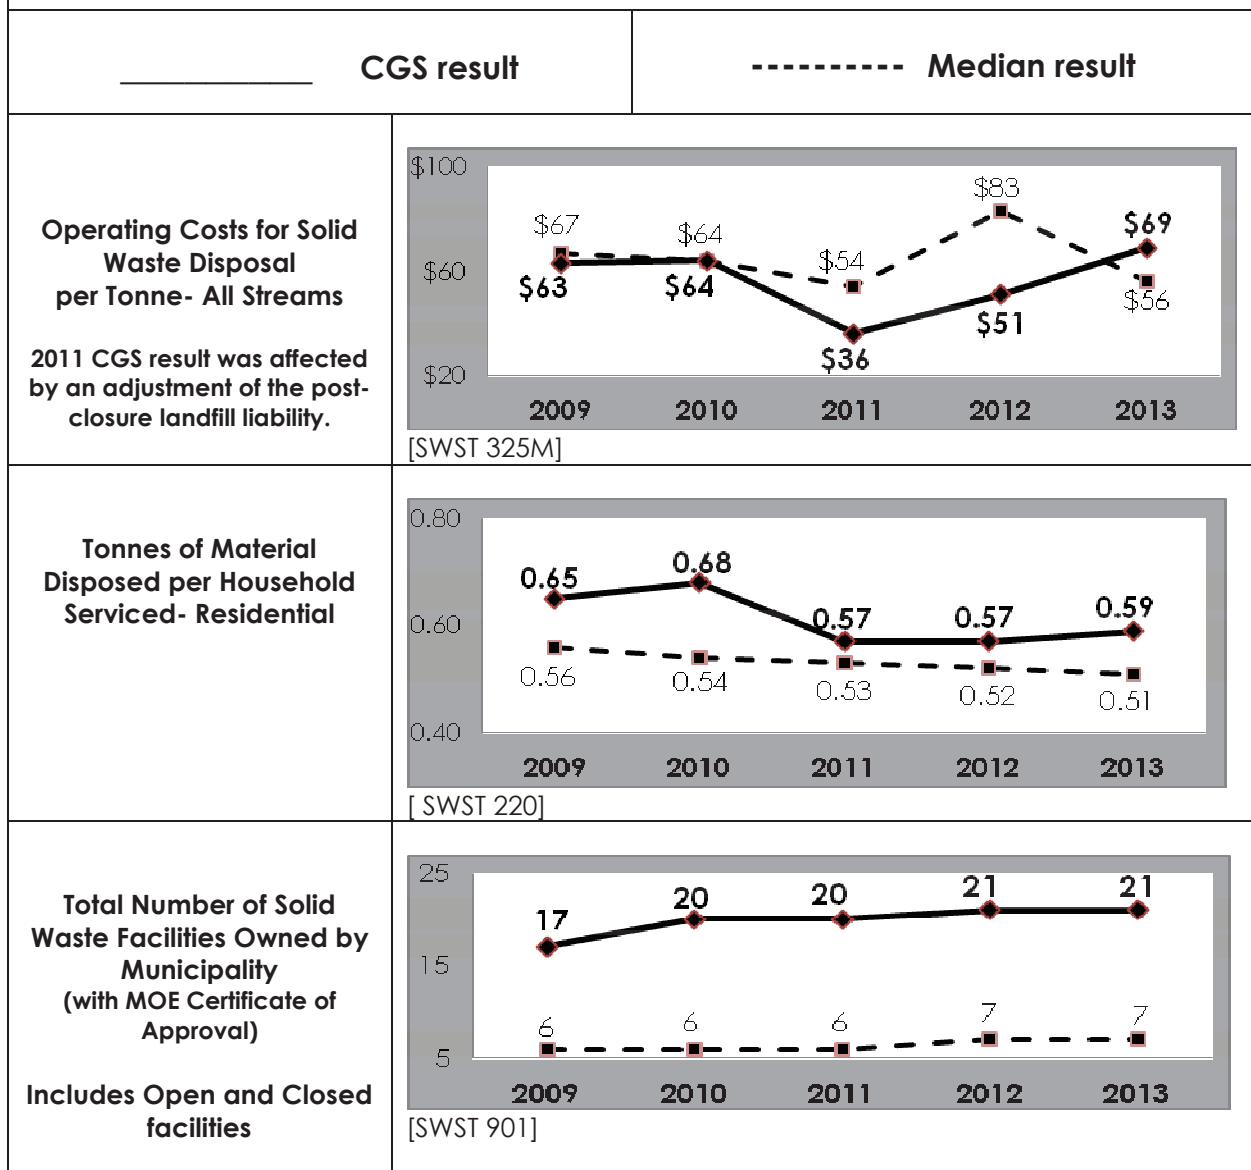 ____________ CGS result
---------- Median result
Operating Costs for Solid
Waste Disposal
per Tonne- All Streams
2011 CGS result was affected
by an adjustment of the post-
closure landfill liability.
$100
$60
$20
$67
$64
$54
$83
$56
$63
$64
$36
$51
$69
2009 2010 2011 2012 2013
[SWST 325M]
Tonnes of Material
Disposed per Household
Serviced- Residential
0.80
0.60
0.40
0.65
0.68
0.57
0.57
0.59
0.56
0.54
0.53
0.52
0.51
2009 2010 2011 2012 2013
[ SWST 220]
Total Number of Solid
Waste Facilities Owned by
Municipality
(with MOE Certificate of
Approval)
Includes Open and Closed
facilities
25
15
5
17
20
20
21
21
6
6
6
7
7
2009 2010 2011 2012 2013
[SWST 901]